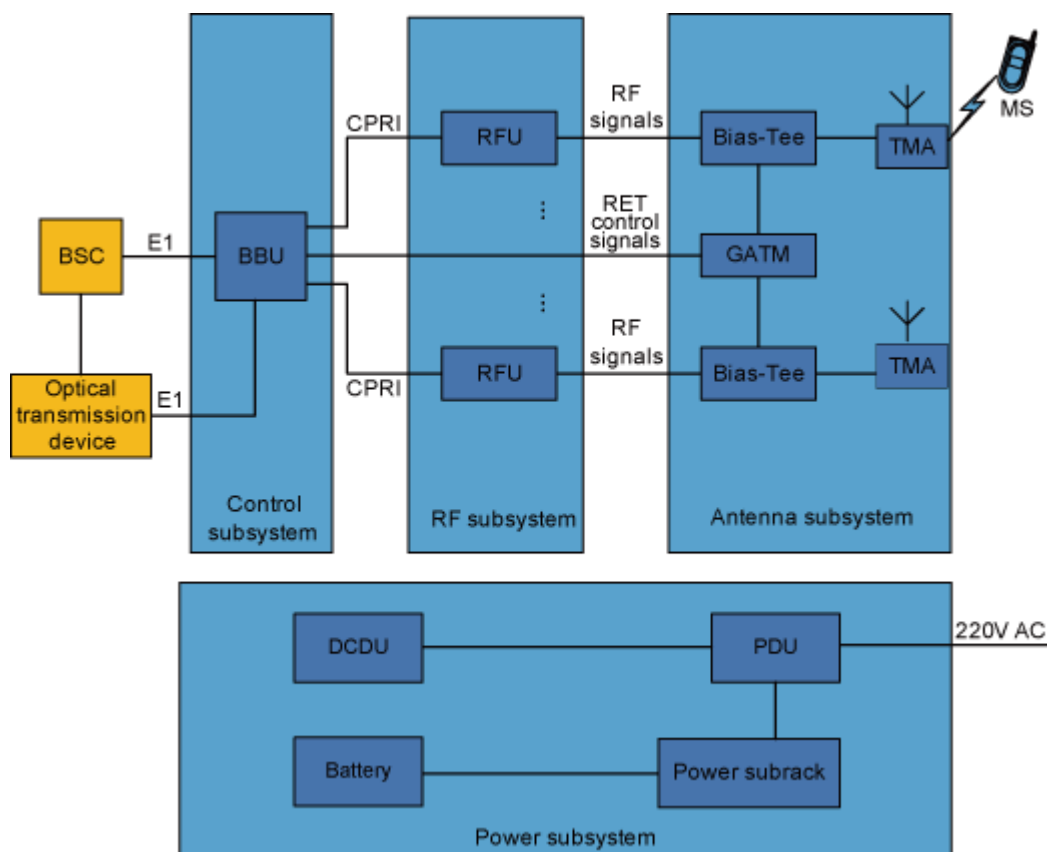 RF
signals
MS
CPRI
RFU
Bias-Tee
TMA
RET
control
signals
BSC
E1
BBU
GATM
RF
signals
Optical
transmission
device
E1
CPRI
RFU
Bias-Tee
TMA
Control
subsystem
RF subsystem
Antenna subsystem
220V AC
DCDU
PDU
Battery
Power subrack
Power subsystem